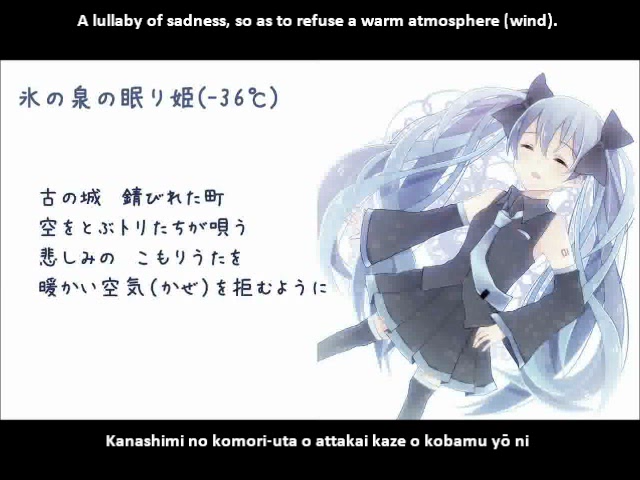 A lullaby of sadness, so as to refuse a warm atmosphere (wind).
氷の泉の眠り姫(-36℃)
古の城　錆びれた町
空をとぶトリたちが唄う
悲しみの　こもりうたを
暖かい空気(かぜ)を拒むように
Kanashimi no komori-uta o attakai kaze o kobamu yō ni